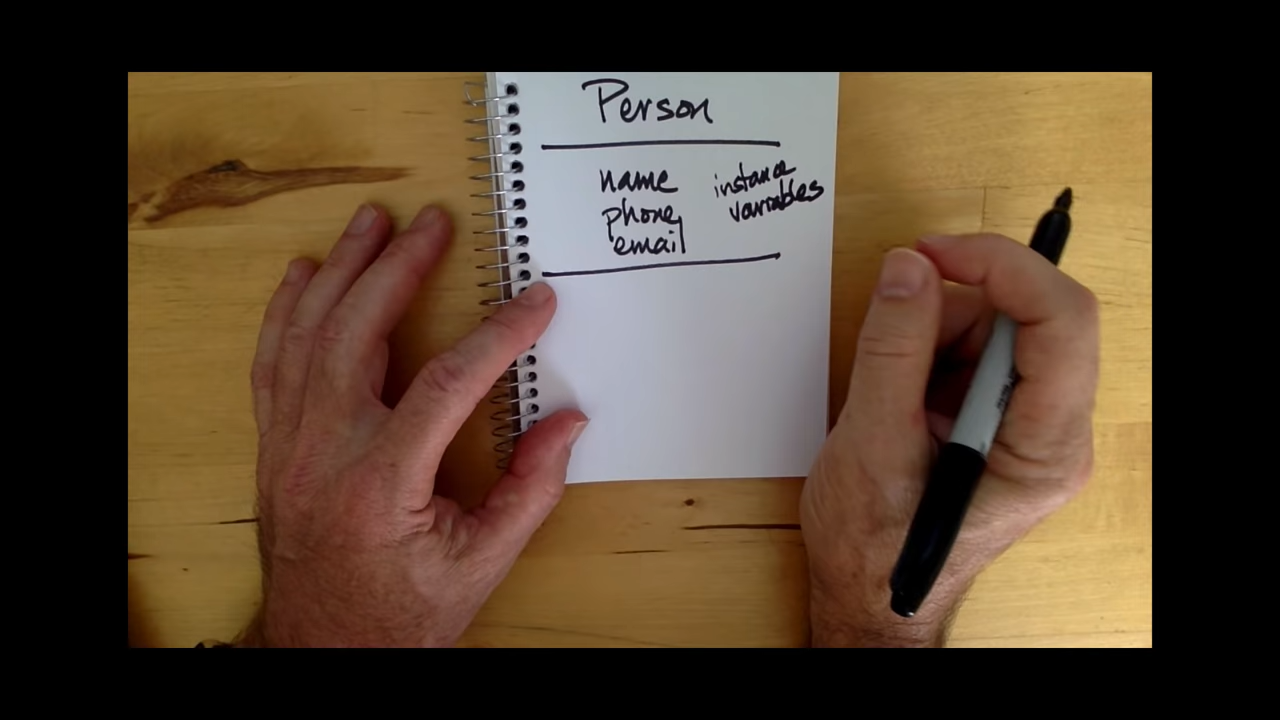 Person
name
phone
email
instance
variables